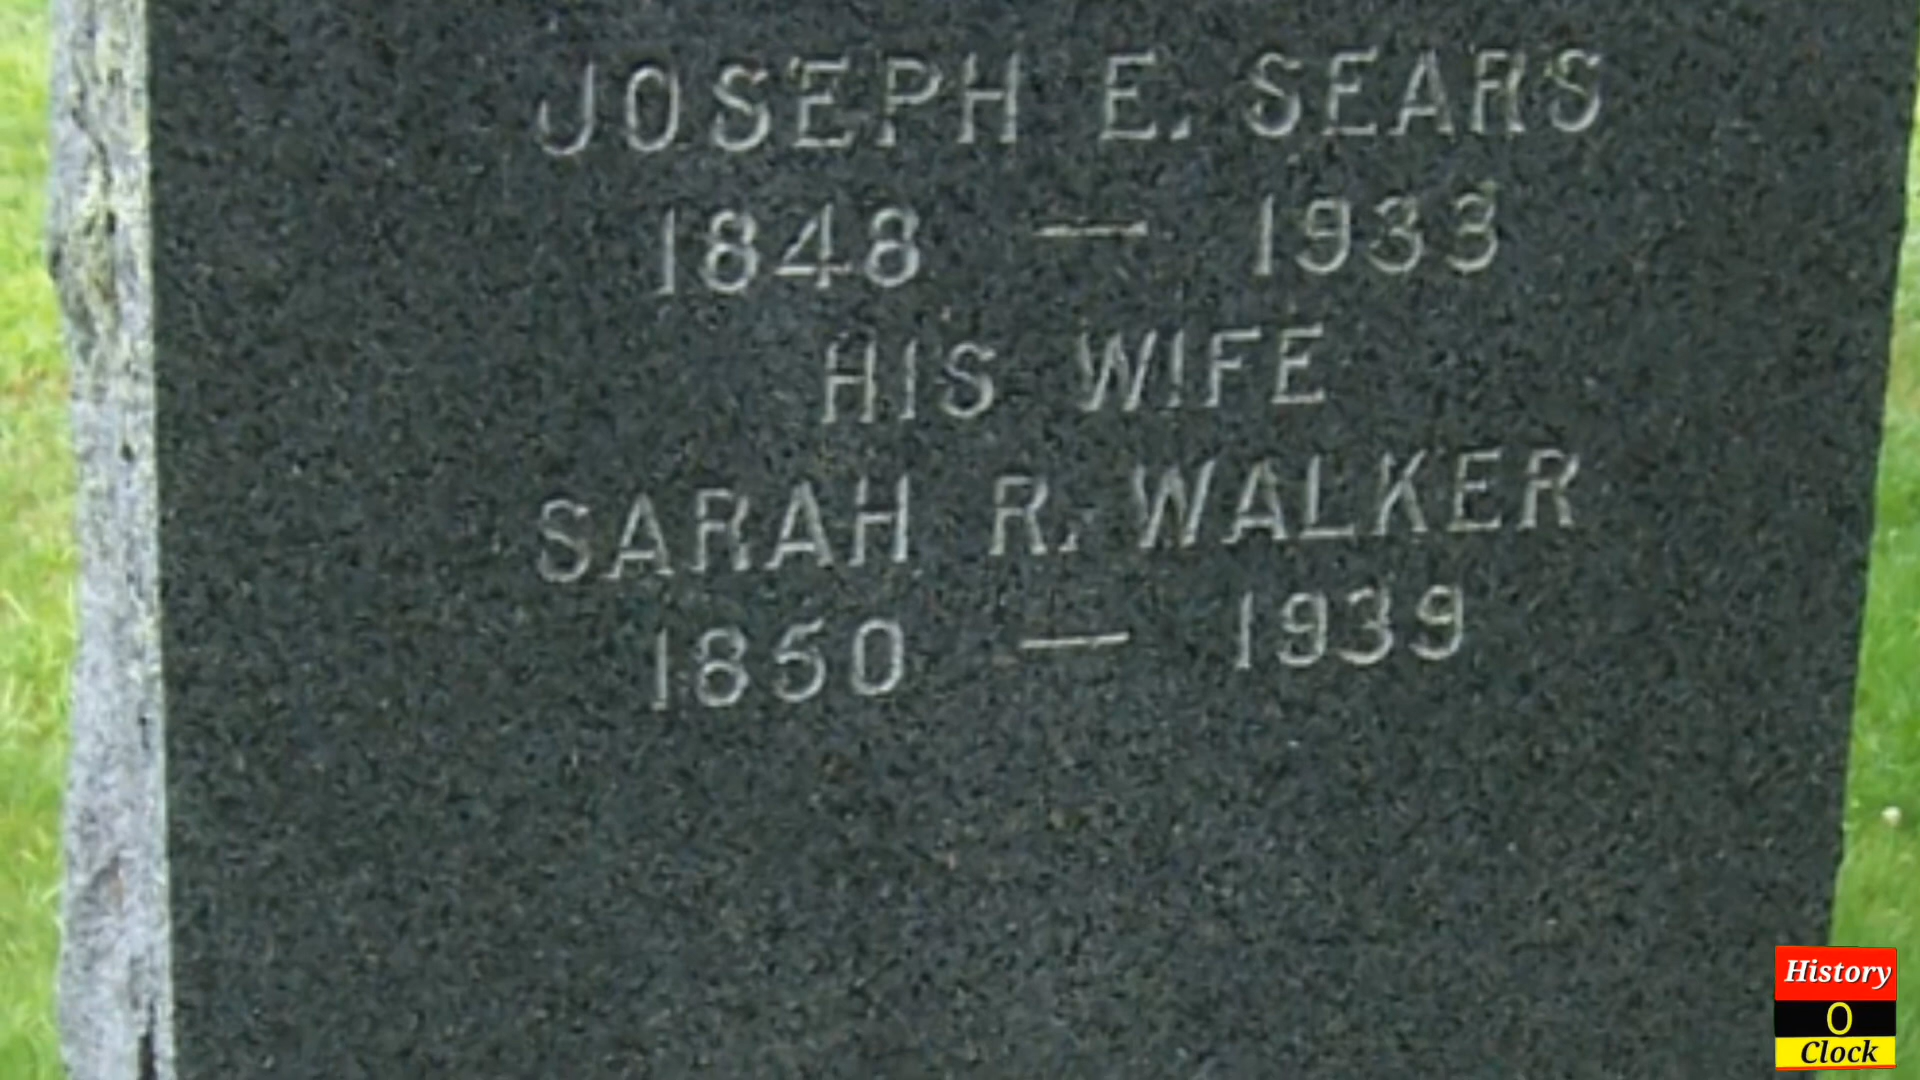 JOSEPH E. SEARS
1848 — 1933
HIS WIFE
SARAH R. WALKER
1850 — 1939
History
O
Clock